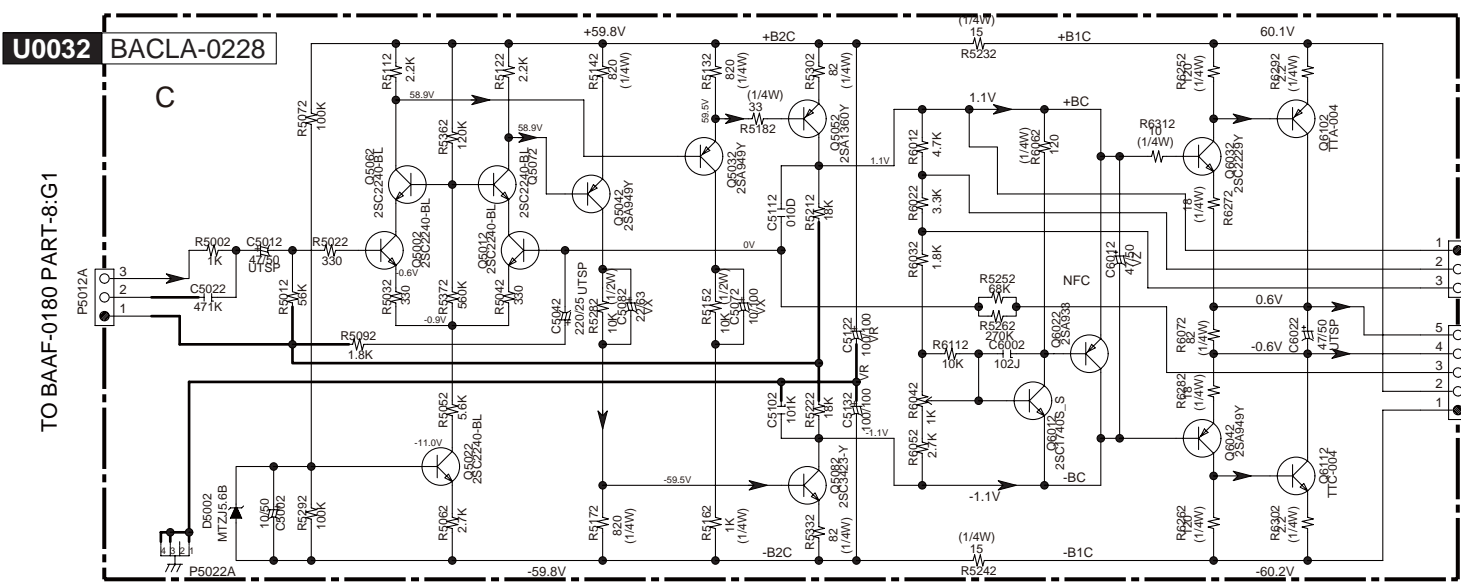 U0032 BACLA-0228
C
TO BAAF-0180 PART-8:G1
P5012A
3
2
1
R5002
1K
C5012
47/50
UTSP
C5022
471K
R5012
56K
R5022
330
R5072
100K
R5092
1.8K
D5002
MTZJ5.6B
10/50
C5002
R5292
100K
4 3 2 1
P5022A
R5112
2.2K
58.9V
Q5062
2SC2240-BL
Q5002
2SC2240-BL
-0.6V
R5032
330
-0.9V
R5362
120K
R5372
560K
R5052
5.6K
-11.0V
Q5022
2SC2240-BL
R5062
2.7K
-59.8V
R5122
2.2K
58.9V
2SC2240-BL
Q5072
Q5012
2SC2240-BL
R5042
330
+59.8V
R5142
820
(1/4W)
Q5042
2SA949Y
C5042
220/25 UTSP
R5282
10K (1/2W)
C5082
VX
-59.5V
R5172
820
(1/4W)
R5132
820
(1/4W)
59.5V
(1/4W)
33
R5182
Q5032
2SA949Y
R5152
10K (1/2W)
C5072
10/100
VX
R5162
1K
(1/4W)
+B2C
R5302
82
(1/4W)
Q5052
2SA1360Y
1.1V
C5112
010D
R5212
18K
0V
C5122
100/100
VR
C5132
100/100
VR
C5102
101K
R5222
18K
-1.1V
Q5082
2SC3423-Y
R5332
82
(1/4W)
-B2C
(1/4W)
15
R5232
+B1C
1.1V
+BC
R6012
4.7K
R6022
3.3K
R6032
1.8K
(1/4W)
R6062
120
R5252
68K
R5262
270K
NFC
R6112
10K
C6002
102J
Q6022
2SA933
R6042
1K
R6052
2.7K
Q6012
2SC1740S_S
-1.1V
-BC
(1/4W)
15
R5242
-B1C
C6012
47/50
VZ
R6312
10
(1/4W)
60.1V
R6252
(1/4W)
R6292
2.2
(1/4W)
Q6032
2SC2229Y
Q6102
TTA-004
18
(1/4W)
R6272
0.6V
R6072
82
(1/4W)
C6022
47/50
UTSP
-0.6V
R6282
18
(1/4W)
Q6042
2SA949Y
Q6112
TTC-004
R6262
(1/4W)
R6302
2.2
(1/4W)
-60.2V
1
2
3
5
4
3
2
1